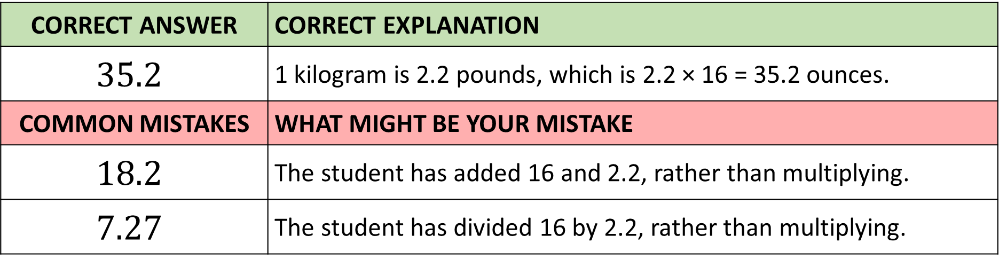 CORRECT ANSWER
CORRECT EXPLANATION
35.2
1 kilogram is 2.2 pounds, which is 2.2 × 16 = 35.2 ounces.
COMMON MISTAKES
WHAT MIGHT BE YOUR MISTAKE
18.2
The student has added 16 and 2.2, rather than multiplying.
7.27
The student has divided 16 by 2.2, rather than multiplying.